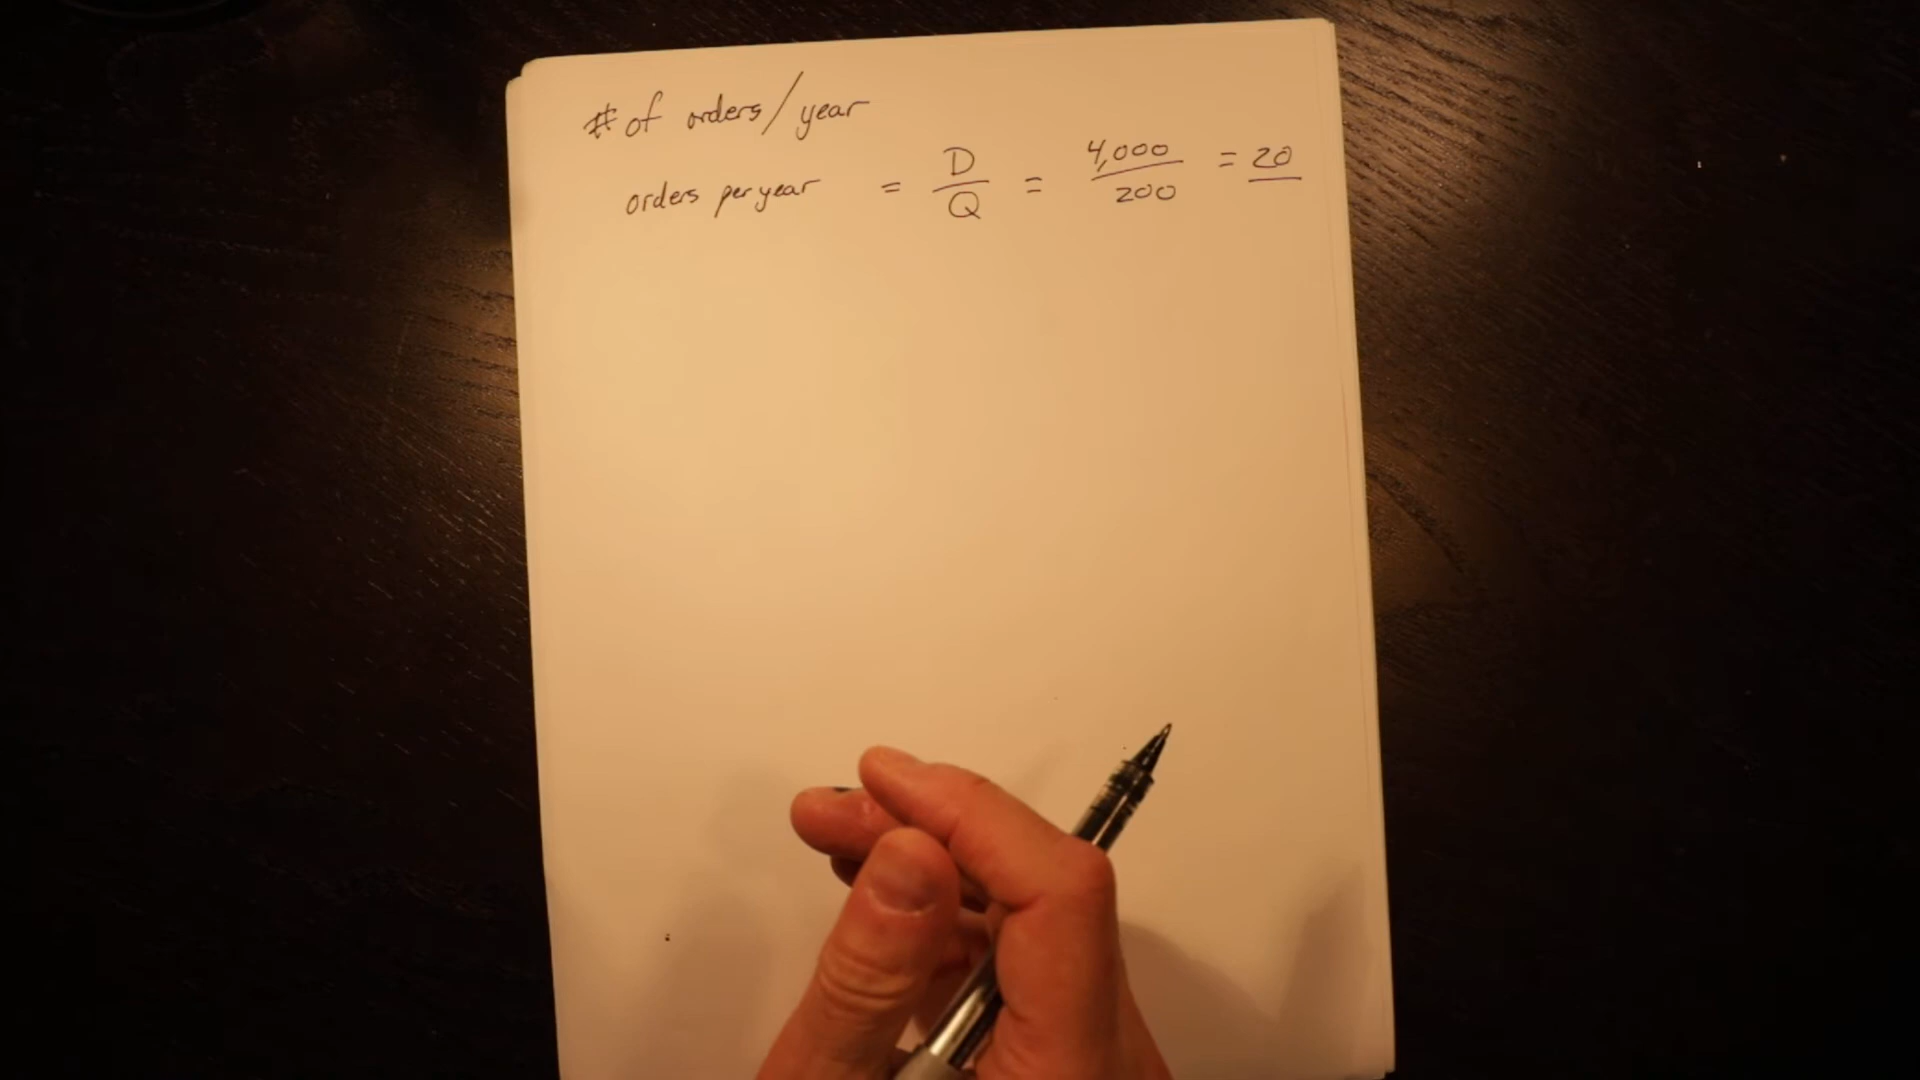 # of orders/year
orders per year = D/Q = 4,000/200 = 20